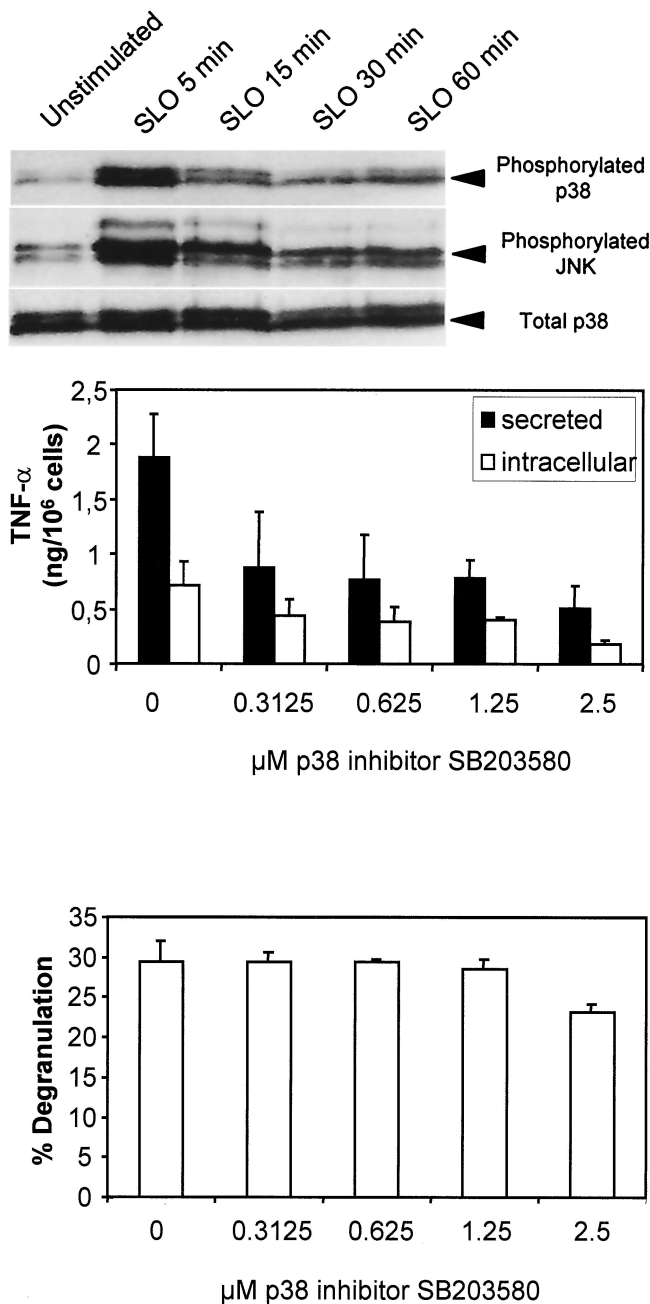 Unstimulated
SLO 5 min
SLO 15 min
SLO 30 min
SLO 60 min
Phosphorylated
p38
Phosphorylated
JNK
Total p38
TNF-α
(ng/10⁶ cells)
2,5
2
1,5
1
0,5
0
secreted
intracellular
0
0.3125
0.625
1.25
2.5
µM p38 inhibitor SB203580
% Degranulation
35
30
25
20
15
10
5
0
0
0.3125
0.625
1.25
2.5
µM p38 inhibitor SB203580